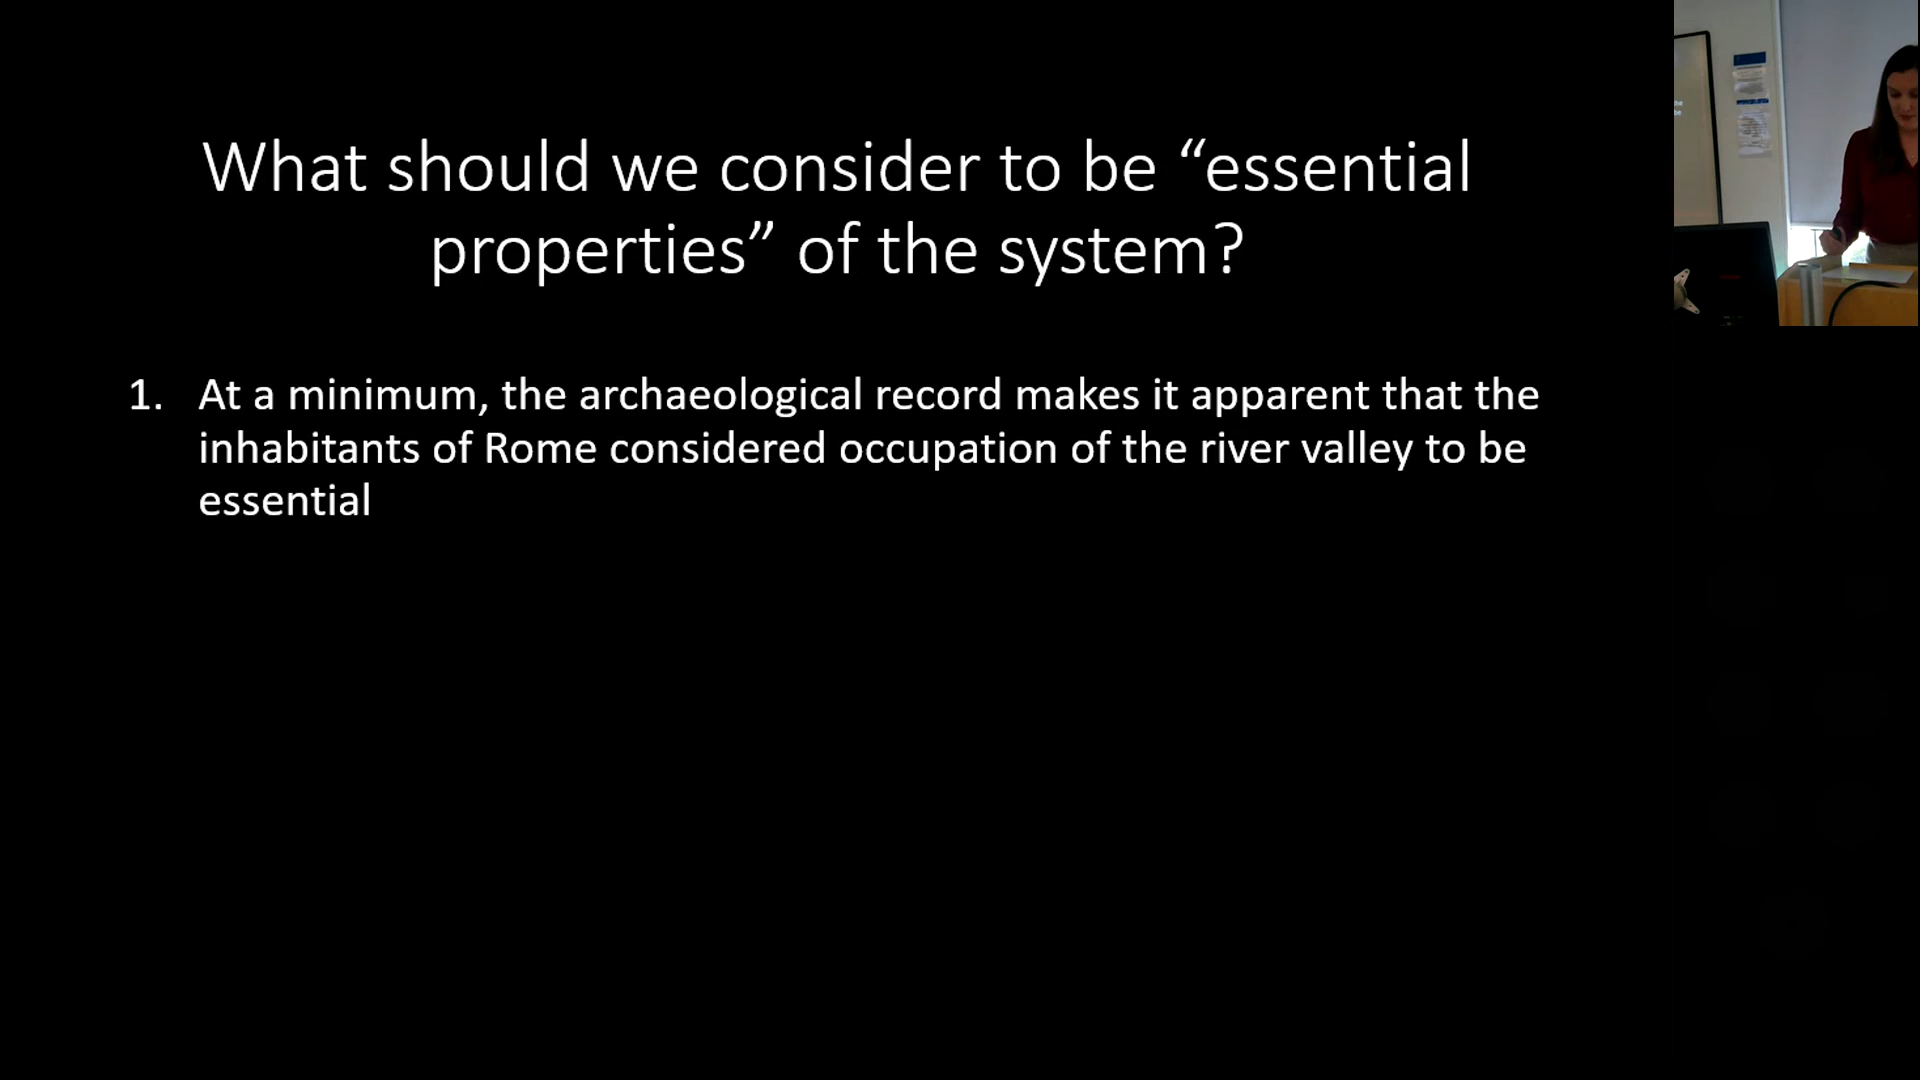 What should we consider to be “essential
properties” of the system?
1. At a minimum, the archaeological record makes it apparent that the
inhabitants of Rome considered occupation of the river valley to be
essential